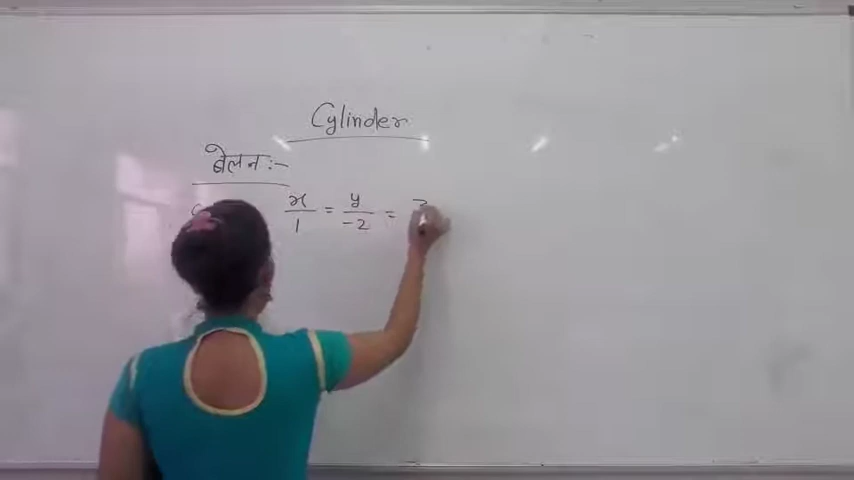 Cylinder
बेलन :-
x/1 = y/-2 =